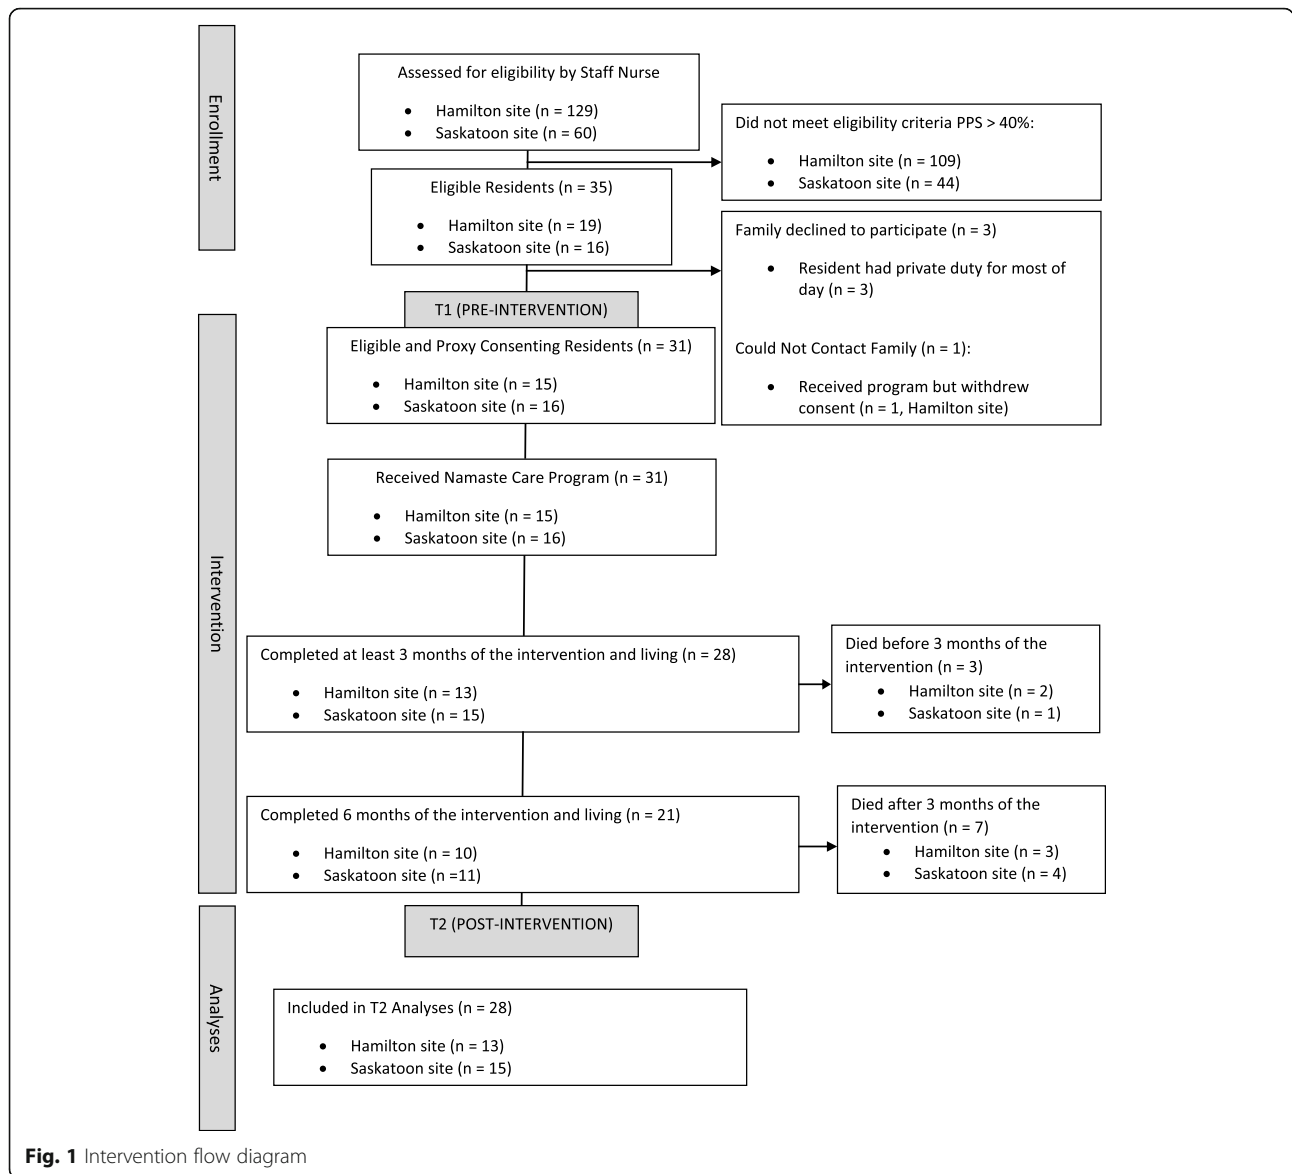 Enrollment
Assessed for eligibility by Staff Nurse
• Hamilton site (n = 129)
• Saskatoon site (n = 60)
Did not meet eligibility criteria PPS > 40%:
• Hamilton site (n = 109)
• Saskatoon site (n = 44)
Eligible Residents (n = 35)
• Hamilton site (n = 19)
• Saskatoon site (n = 16)
Family declined to participate (n = 3)
• Resident had private duty for most of
day (n = 3)
Could Not Contact Family (n = 1):
• Received program but withdrew
consent (n = 1, Hamilton site)
T1 (PRE-INTERVENTION)
Intervention
Eligible and Proxy Consenting Residents (n = 31)
• Hamilton site (n = 15)
• Saskatoon site (n = 16)
Received Namaste Care Program (n = 31)
• Hamilton site (n = 15)
• Saskatoon site (n = 16)
Completed at least 3 months of the intervention and living (n = 28)
• Hamilton site (n = 13)
• Saskatoon site (n = 15)
Died before 3 months of the
intervention (n = 3)
• Hamilton site (n = 2)
• Saskatoon site (n = 1)
Completed 6 months of the intervention and living (n = 21)
• Hamilton site (n = 10)
• Saskatoon site (n =11)
Died after 3 months of the
intervention (n = 7)
• Hamilton site (n = 3)
• Saskatoon site (n = 4)
T2 (POST-INTERVENTION)
Analyses
Included in T2 Analyses (n = 28)
• Hamilton site (n = 13)
• Saskatoon site (n = 15)
Fig. 1 Intervention flow diagram